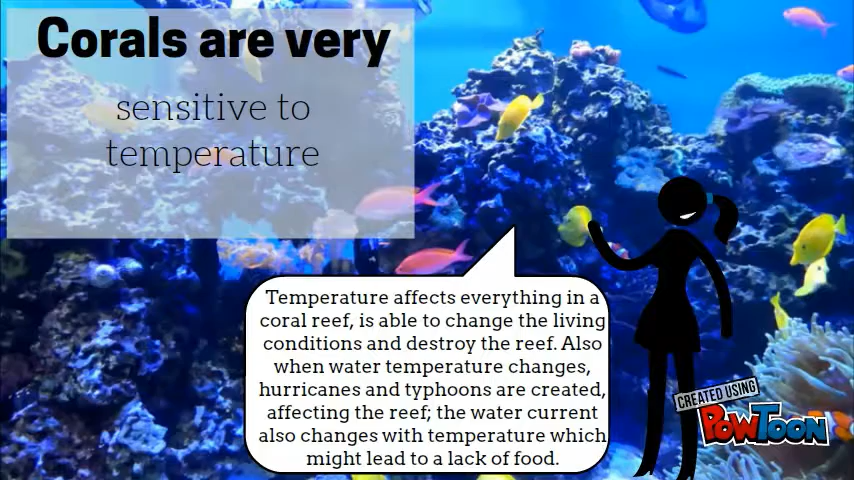 Corals are very
sensitive to
temperature
Temperature affects everything in a
coral reef, is able to change the living
conditions and destroy the reef. Also
when water temperature changes,
hurricanes and typhoons are created,
affecting the reef; the water current
also changes with temperature which
might lead to a lack of food.
CREATED USING
POWTOON